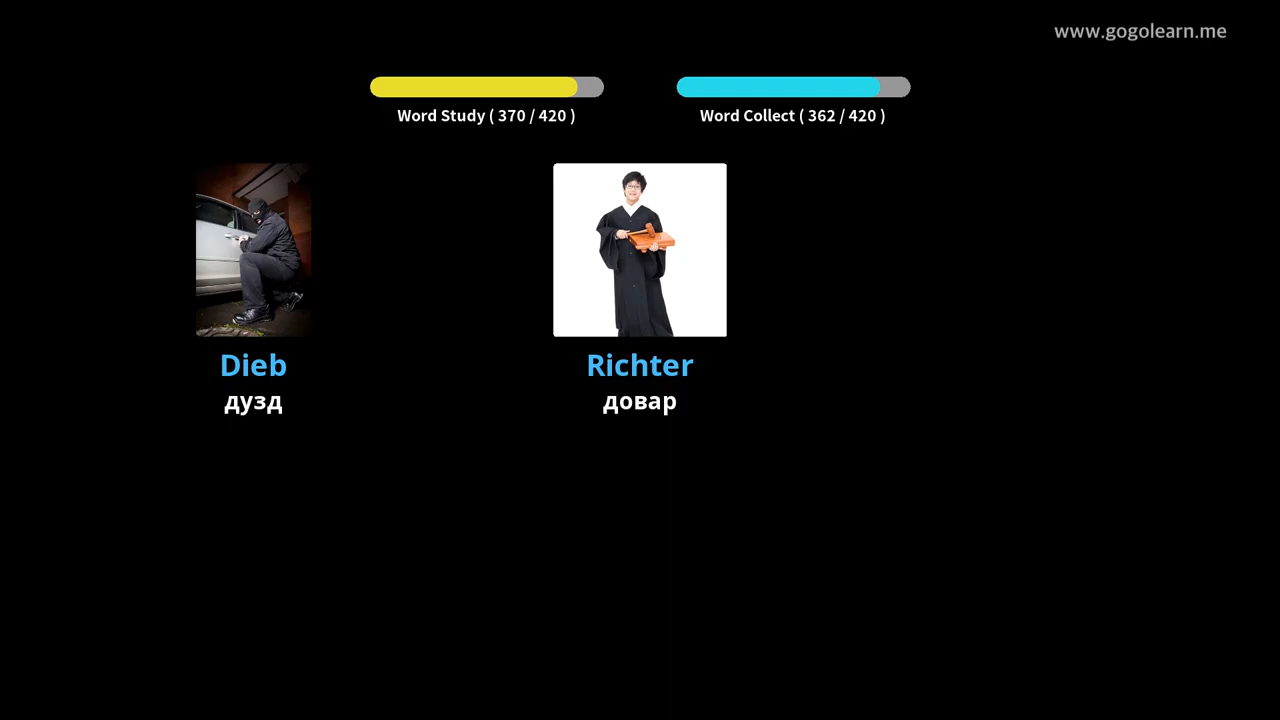 www.gogolearn.me
Word Study ( 370 / 420 )
Word Collect ( 362 / 420 )
Dieb
дузд
Richter
довар